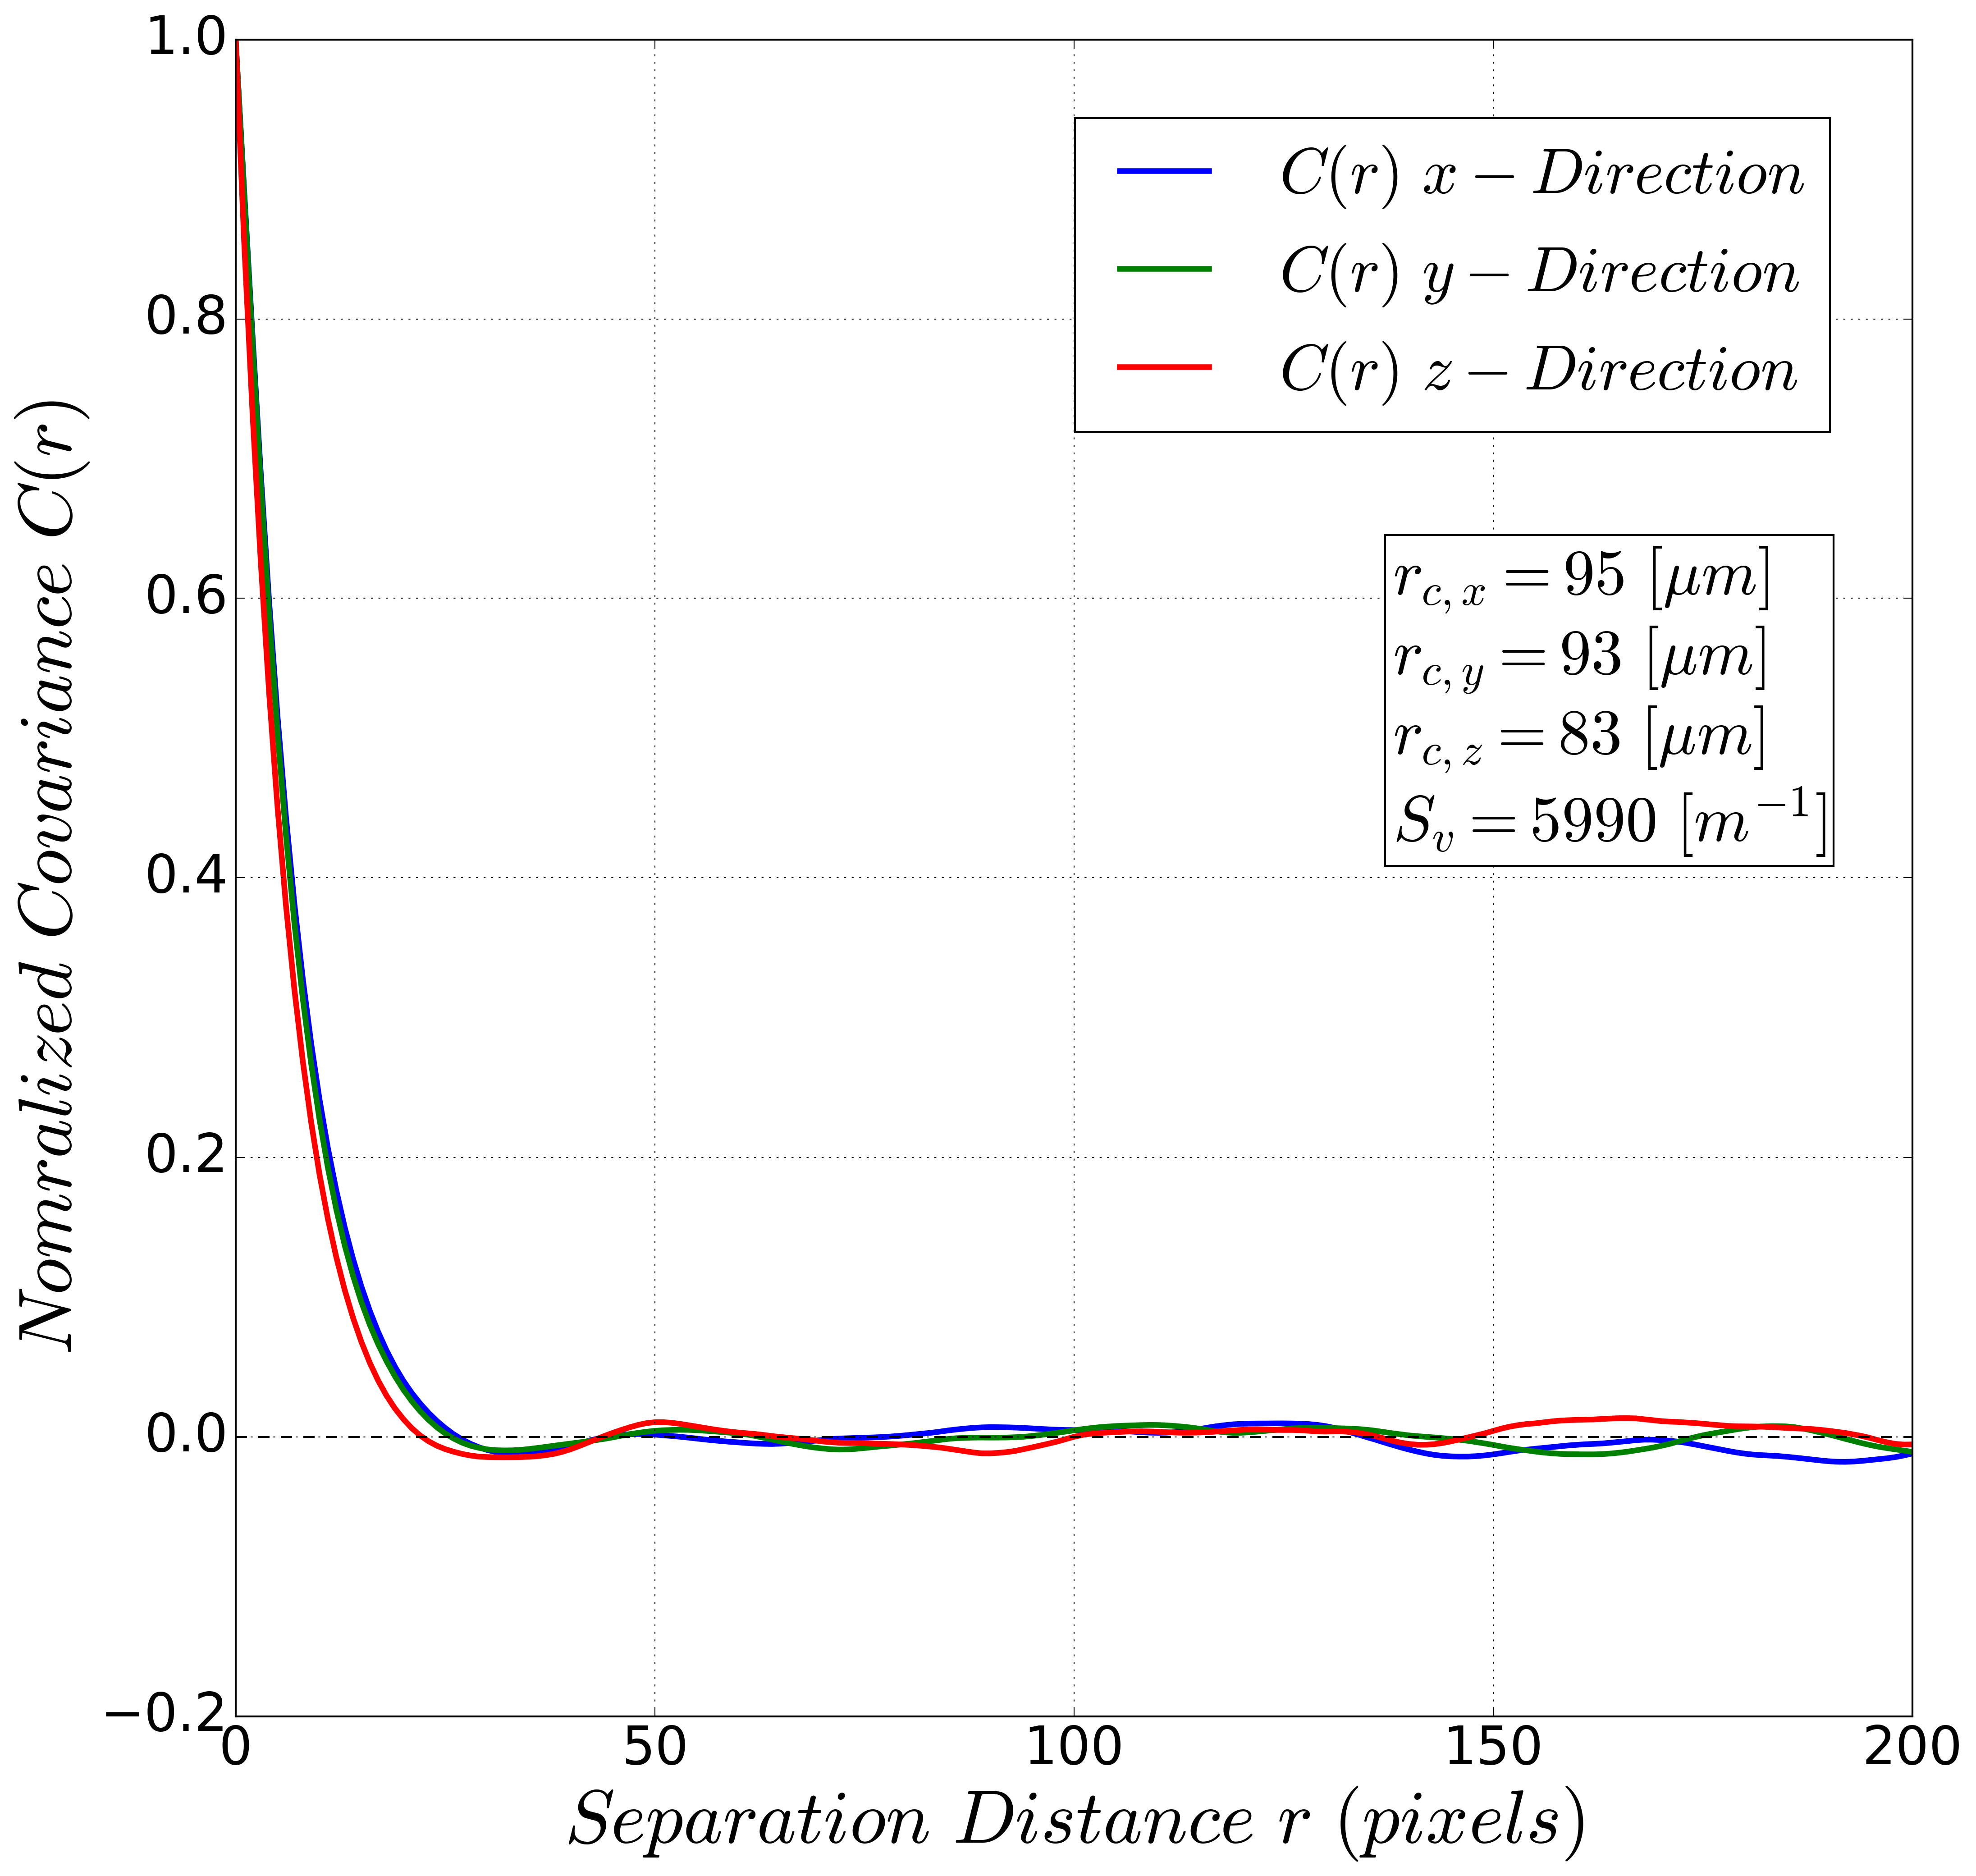 1.0
0.8
0.6
0.4
0.2
0.0
−0.2
0
50
100
150
200
Nomralized Covariance C(r)
Separation Distance r (pixels)
C(r) x − Direction
C(r) y − Direction
C(r) z − Direction
r_{c,x} = 95 [μm]
r_{c,y} = 93 [μm]
r_{c,z} = 83 [μm]
S_v = 5990 [m^{−1}]